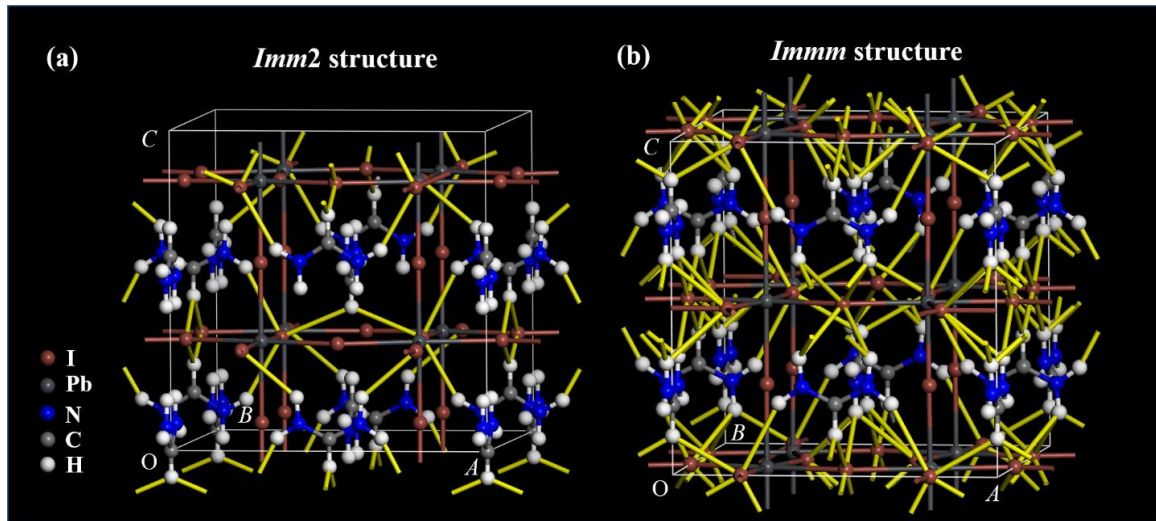 (a) Imm2 structure
(b) Immm structure
C
C
I
Pb
N
C
H
B
O
A
B
O
A